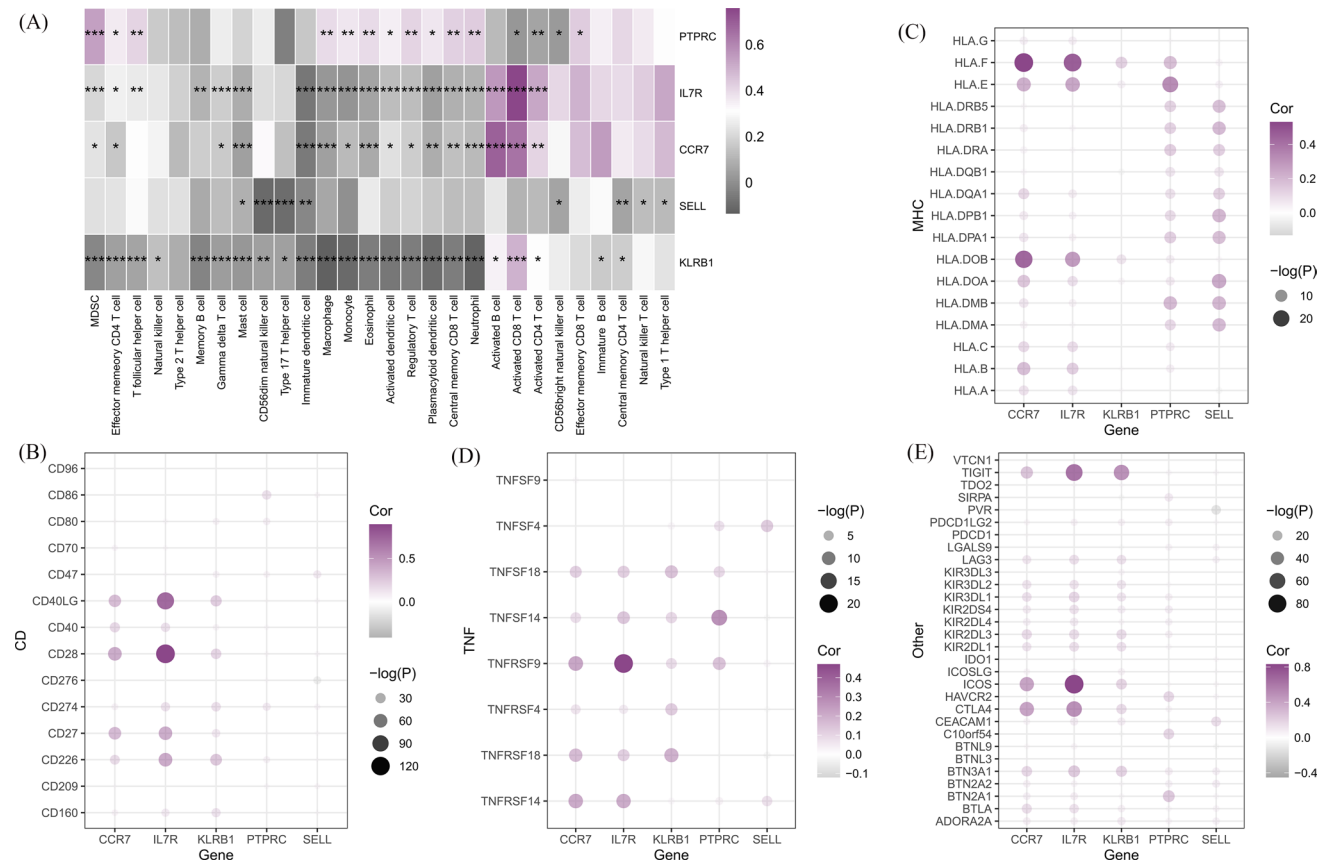 (A)
*** * ** ** ** ** * ** * ** ** * ** * * PTPRC
*** * ** ** *** *** *** *** *** *** *** *** *** *** *** *** *** *** IL7R
* * * *** *** *** * *** * ** ** *** *** *** ** CCR7
* *** *** ** * ** * * SELL
*** *** *** * *** *** *** * * *** *** *** *** *** *** *** *** *** * *** * * * KLRB1
0.6
0.4
0.2
0
MDSC
Effector memeory CD4 T cell
T follicular helper cell
Natural killer cell
Type 2 T helper cell
Memory B cell
Gamma delta T cell
Mast cell
CD56dim natural killer cell
Type 17 T helper cell
Immature dendritic cell
Macrophage
Monocyte
Eosinophil
Activated dendritic cell
Regulatory T cell
Plasmacytoid dendritic cell
Central memory CD8 T cell
Neutrophil
Activated B cell
Activated CD8 T cell
Activated CD4 T cell
CD56bright natural killer cell
Effector memeory CD8 T cell
Immature B cell
Central memory CD4 T cell
Natural killer T cell
Type 1 T helper cell
(C)
MHC
HLA.G
HLA.F
HLA.E
HLA.DRB5
HLA.DRB1
HLA.DRA
HLA.DQB1
HLA.DQA1
HLA.DPB1
HLA.DPA1
HLA.DOB
HLA.DOA
HLA.DMB
HLA.DMA
HLA.C
HLA.B
HLA.A
CCR7 IL7R KLRB1 PTPRC SELL
Gene
Cor
0.4
0.2
0.0
−log(P)
10
20
(B)
CD
CD96
CD86
CD80
CD70
CD47
CD40LG
CD40
CD28
CD276
CD274
CD27
CD226
CD209
CD160
CCR7 IL7R KLRB1 PTPRC SELL
Gene
Cor
0.5
0.0
−log(P)
30
60
90
120
(D)
TNF
TNFSF9
TNFSF4
TNFSF18
TNFSF14
TNFRSF9
TNFRSF4
TNFRSF18
TNFRSF14
CCR7 IL7R KLRB1 PTPRC SELL
Gene
−log(P)
5
10
15
20
Cor
0.4
0.3
0.2
0.1
0.0
−0.1
(E)
Other
VTCN1
TIGIT
TDO2
SIRPA
PVR
PDCD1LG2
PDCD1
LGALS9
LAG3
KIR3DL3
KIR3DL2
KIR3DL1
KIR2DS4
KIR2DL4
KIR2DL3
KIR2DL1
IDO1
ICOSLG
ICOS
HAVCR2
CTLA4
CEACAM1
C10orf54
BTNL9
BTNL3
BTN3A1
BTN2A2
BTN2A1
BTLA
ADORA2A
CCR7 IL7R KLRB1 PTPRC SELL
Gene
−log(P)
20
40
60
80
Cor
0.8
0.4
0.0
−0.4